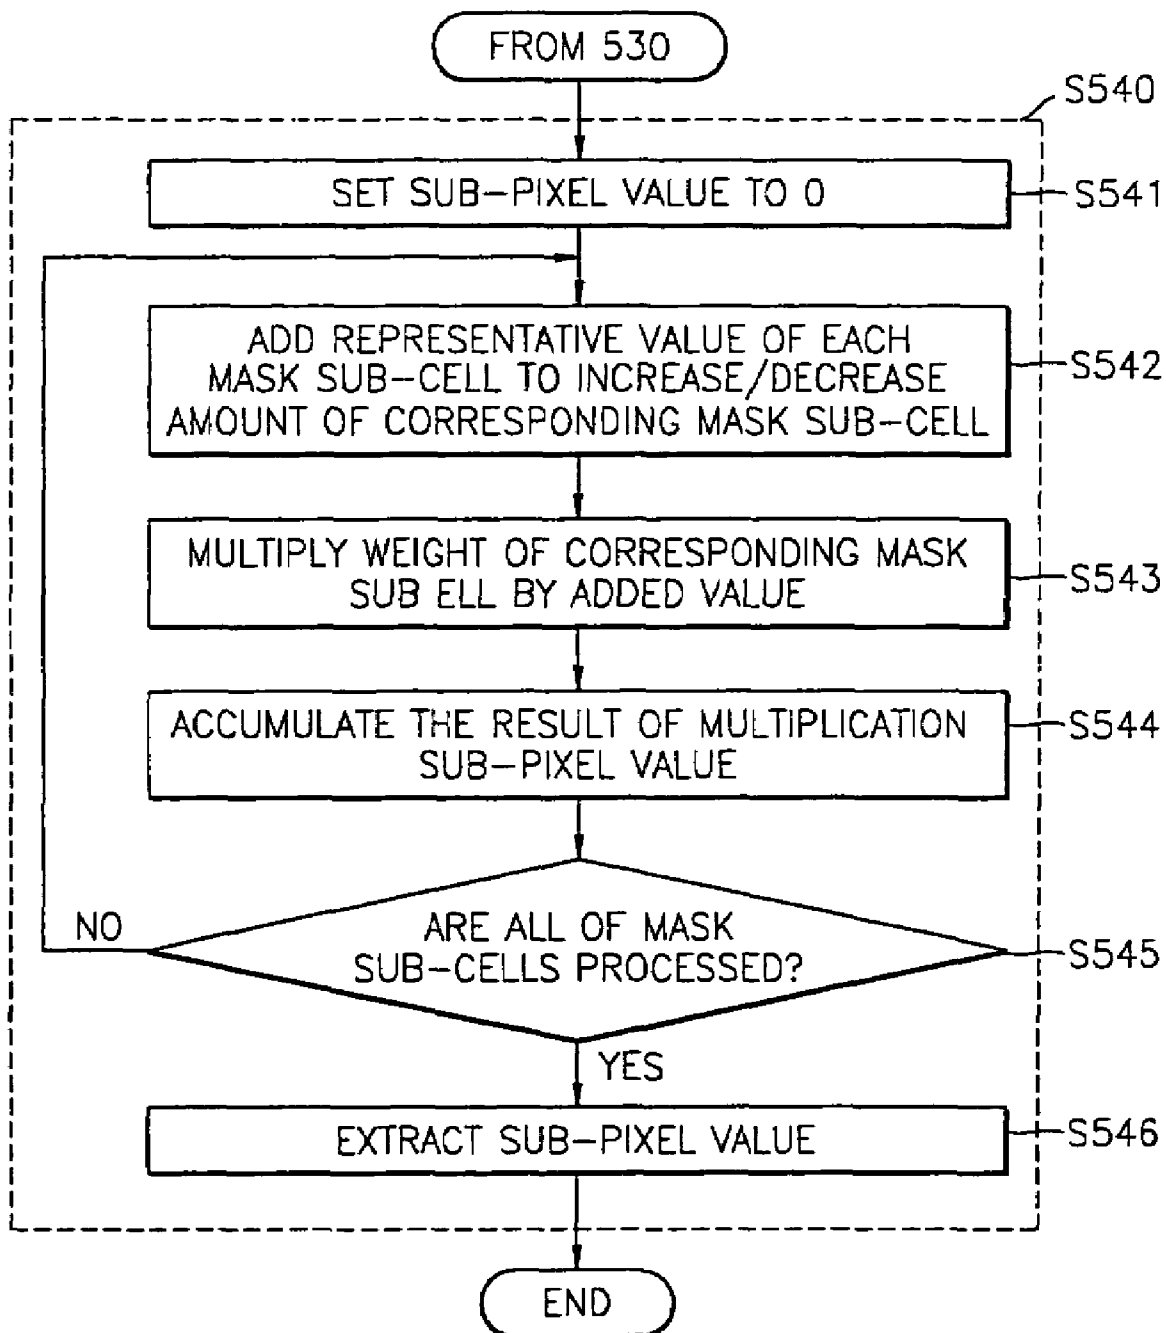 FROM 530
S540
SET SUB-PIXEL VALUE TO 0
S541
ADD REPRESENTATIVE VALUE OF EACH
MASK SUB-CELL TO INCREASE/DECREASE
AMOUNT OF CORRESPONDING MASK SUB-CELL
S542
MULTIPLY WEIGHT OF CORRESPONDING MASK
SUB ELL BY ADDED VALUE
S543
ACCUMULATE THE RESULT OF MULTIPLICATION
SUB-PIXEL VALUE
S544
NO
ARE ALL OF MASK
SUB-CELLS PROCESSED?
S545
YES
EXTRACT SUB-PIXEL VALUE
S546
END